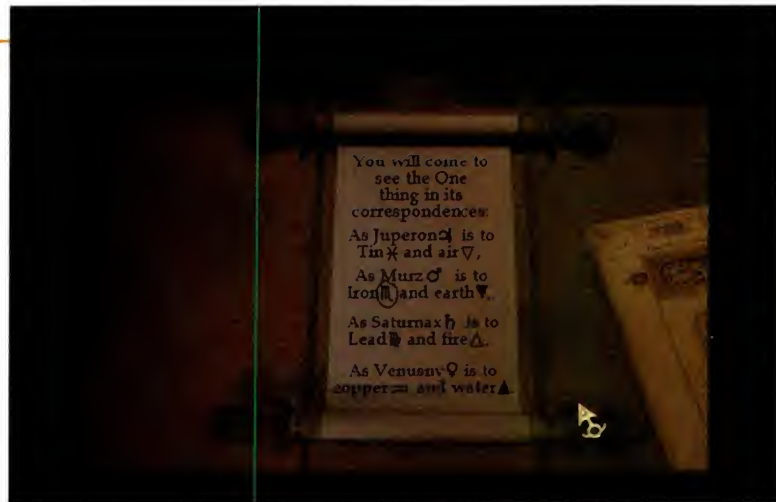 You will come to
see the One
thing in its
correspondences:
As Juperon♃ is to
Tin♓ and air▽,
As Murz♂ is to
Iron♏and earth▼,
As Saturnax♄ is to
Lead♍ and fire△,
As Venusny♀ is to
copper♒ and water▲.